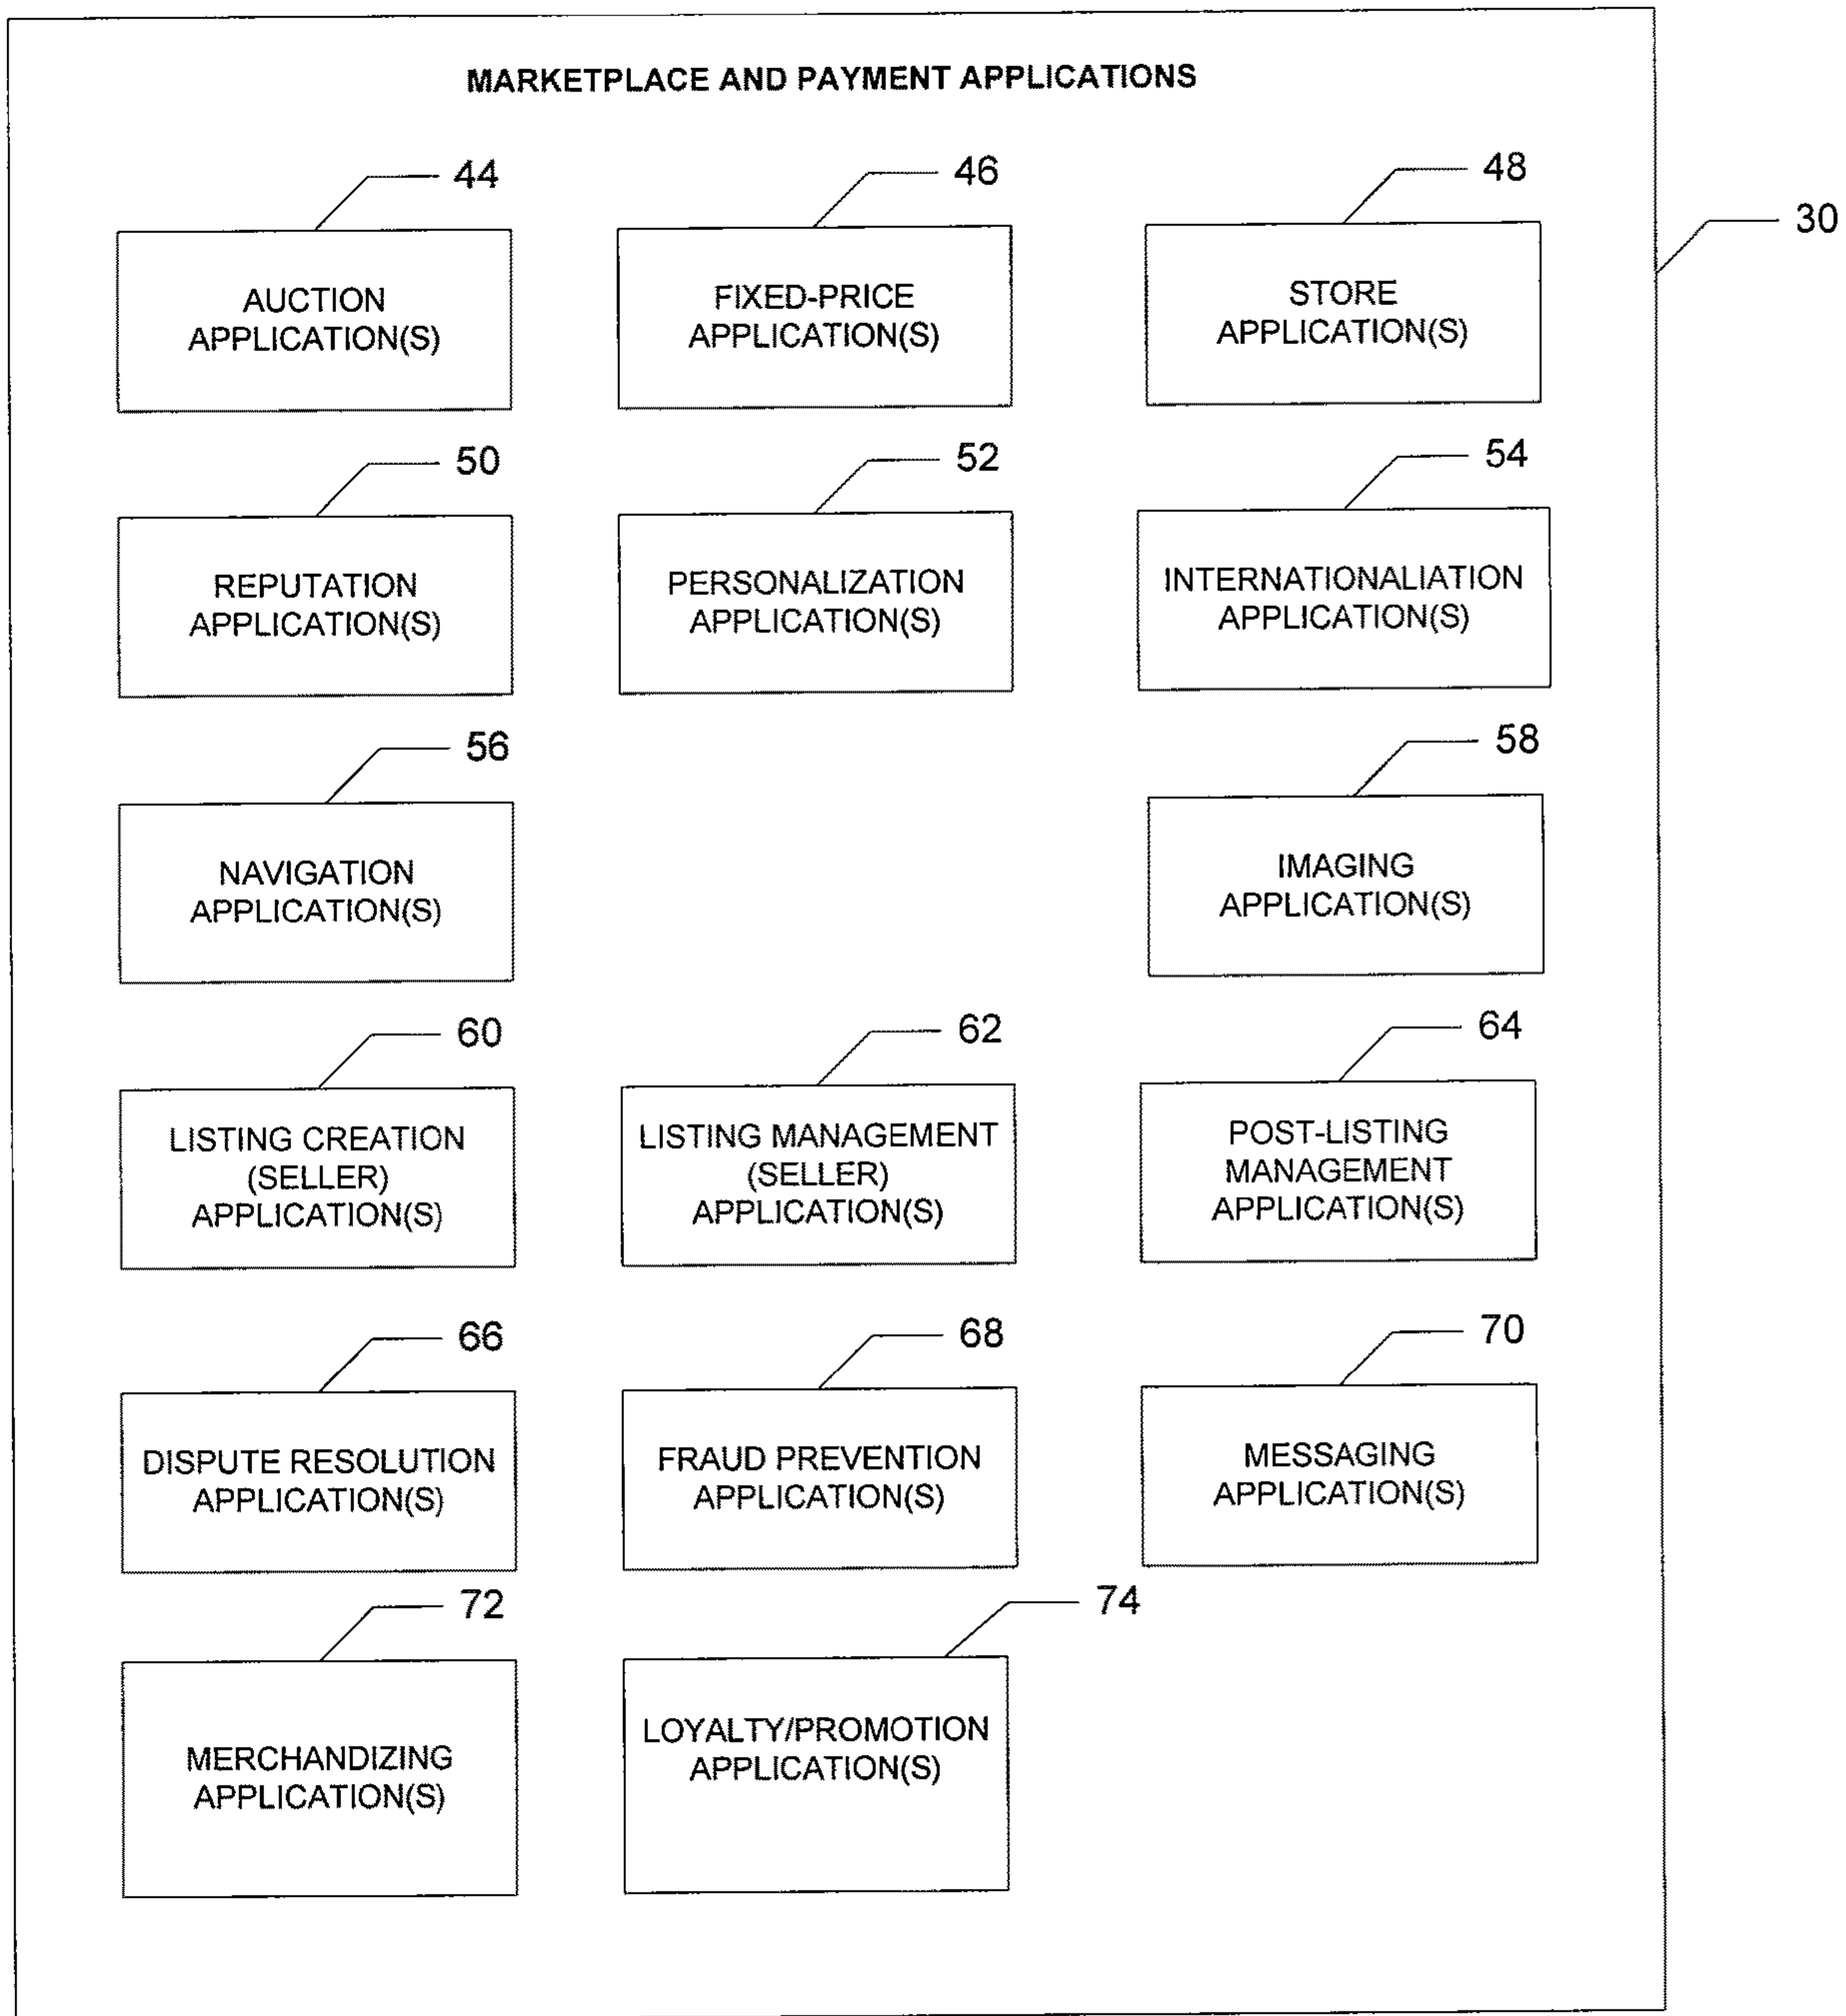 MARKETPLACE AND PAYMENT APPLICATIONS
44
46
48
30
AUCTION
APPLICATION(S)
FIXED-PRICE
APPLICATION(S)
STORE
APPLICATION(S)
50
52
54
REPUTATION
APPLICATION(S)
PERSONALIZATION
APPLICATION(S)
INTERNATIONALIATION
APPLICATION(S)
56
58
NAVIGATION
APPLICATION(S)
IMAGING
APPLICATION(S)
60
62
64
LISTING CREATION
(SELLER)
APPLICATION(S)
LISTING MANAGEMENT
(SELLER)
APPLICATION(S)
POST-LISTING
MANAGEMENT
APPLICATION(S)
66
68
70
DISPUTE RESOLUTION
APPLICATION(S)
FRAUD PREVENTION
APPLICATION(S)
MESSAGING
APPLICATION(S)
72
74
MERCHANDIZING
APPLICATION(S)
LOYALTY/PROMOTION
APPLICATION(S)